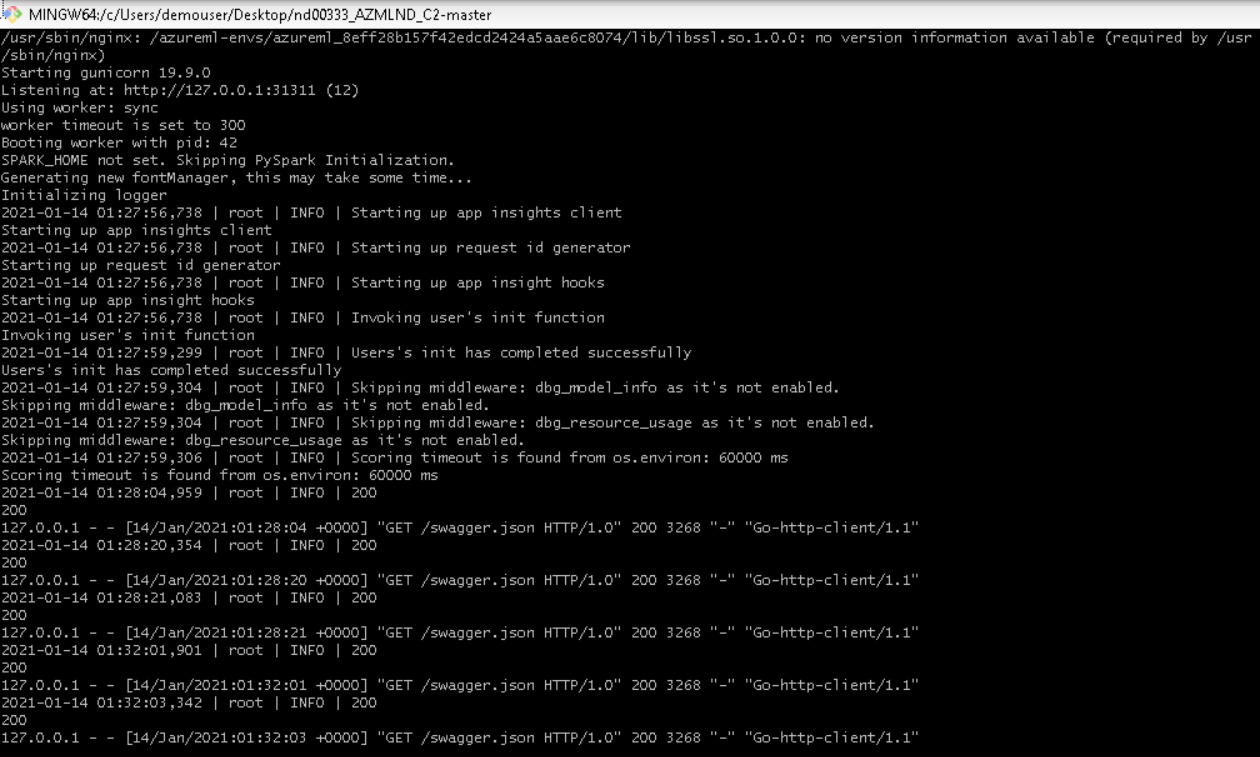 MINGW64:/c/Users/demouser/Desktop/nd00333_AZMLND_C2-master
/usr/sbin/nginx: /azureml-envs/azureml_8eff28b157f42edcd2424a5aae6c8074/lib/libssl.so.1.0.0: no version information available (required by /usr
/sbin/nginx)
Starting gunicorn 19.9.0
Listening at: http://127.0.0.1:31311 (12)
Using worker: sync
worker timeout is set to 300
Booting worker with pid: 42
SPARK_HOME not set. Skipping PySpark Initialization.
Generating new fontManager, this may take some time...
Initializing logger
2021-01-14 01:27:56,738 | root | INFO | Starting up app insights client
Starting up app insights client
2021-01-14 01:27:56,738 | root | INFO | Starting up request id generator
Starting up request id generator
2021-01-14 01:27:56,738 | root | INFO | Starting up app insight hooks
Starting up app insight hooks
2021-01-14 01:27:56,738 | root | INFO | Invoking user's init function
Invoking user's init function
2021-01-14 01:27:59,299 | root | INFO | Users's init has completed successfully
Users's init has completed successfully
2021-01-14 01:27:59,304 | root | INFO | Skipping middleware: dbg_model_info as it's not enabled.
Skipping middleware: dbg_model_info as it's not enabled.
2021-01-14 01:27:59,304 | root | INFO | Skipping middleware: dbg_resource_usage as it's not enabled.
Skipping middleware: dbg_resource_usage as it's not enabled.
2021-01-14 01:27:59,306 | root | INFO | Scoring timeout is found from os.environ: 60000 ms
Scoring timeout is found from os.environ: 60000 ms
2021-01-14 01:28:04,959 | root | INFO | 200
200
127.0.0.1 - - [14/Jan/2021:01:28:04 +0000] "GET /swagger.json HTTP/1.0" 200 3268 "-" "Go-http-client/1.1"
2021-01-14 01:28:20,354 | root | INFO | 200
200
127.0.0.1 - - [14/Jan/2021:01:28:20 +0000] "GET /swagger.json HTTP/1.0" 200 3268 "-" "Go-http-client/1.1"
2021-01-14 01:28:21,083 | root | INFO | 200
200
127.0.0.1 - - [14/Jan/2021:01:28:21 +0000] "GET /swagger.json HTTP/1.0" 200 3268 "-" "Go-http-client/1.1"
2021-01-14 01:32:01,901 | root | INFO | 200
200
127.0.0.1 - - [14/Jan/2021:01:32:01 +0000] "GET /swagger.json HTTP/1.0" 200 3268 "-" "Go-http-client/1.1"
2021-01-14 01:32:03,342 | root | INFO | 200
200
127.0.0.1 - - [14/Jan/2021:01:32:03 +0000] "GET /swagger.json HTTP/1.0" 200 3268 "-" "Go-http-client/1.1"